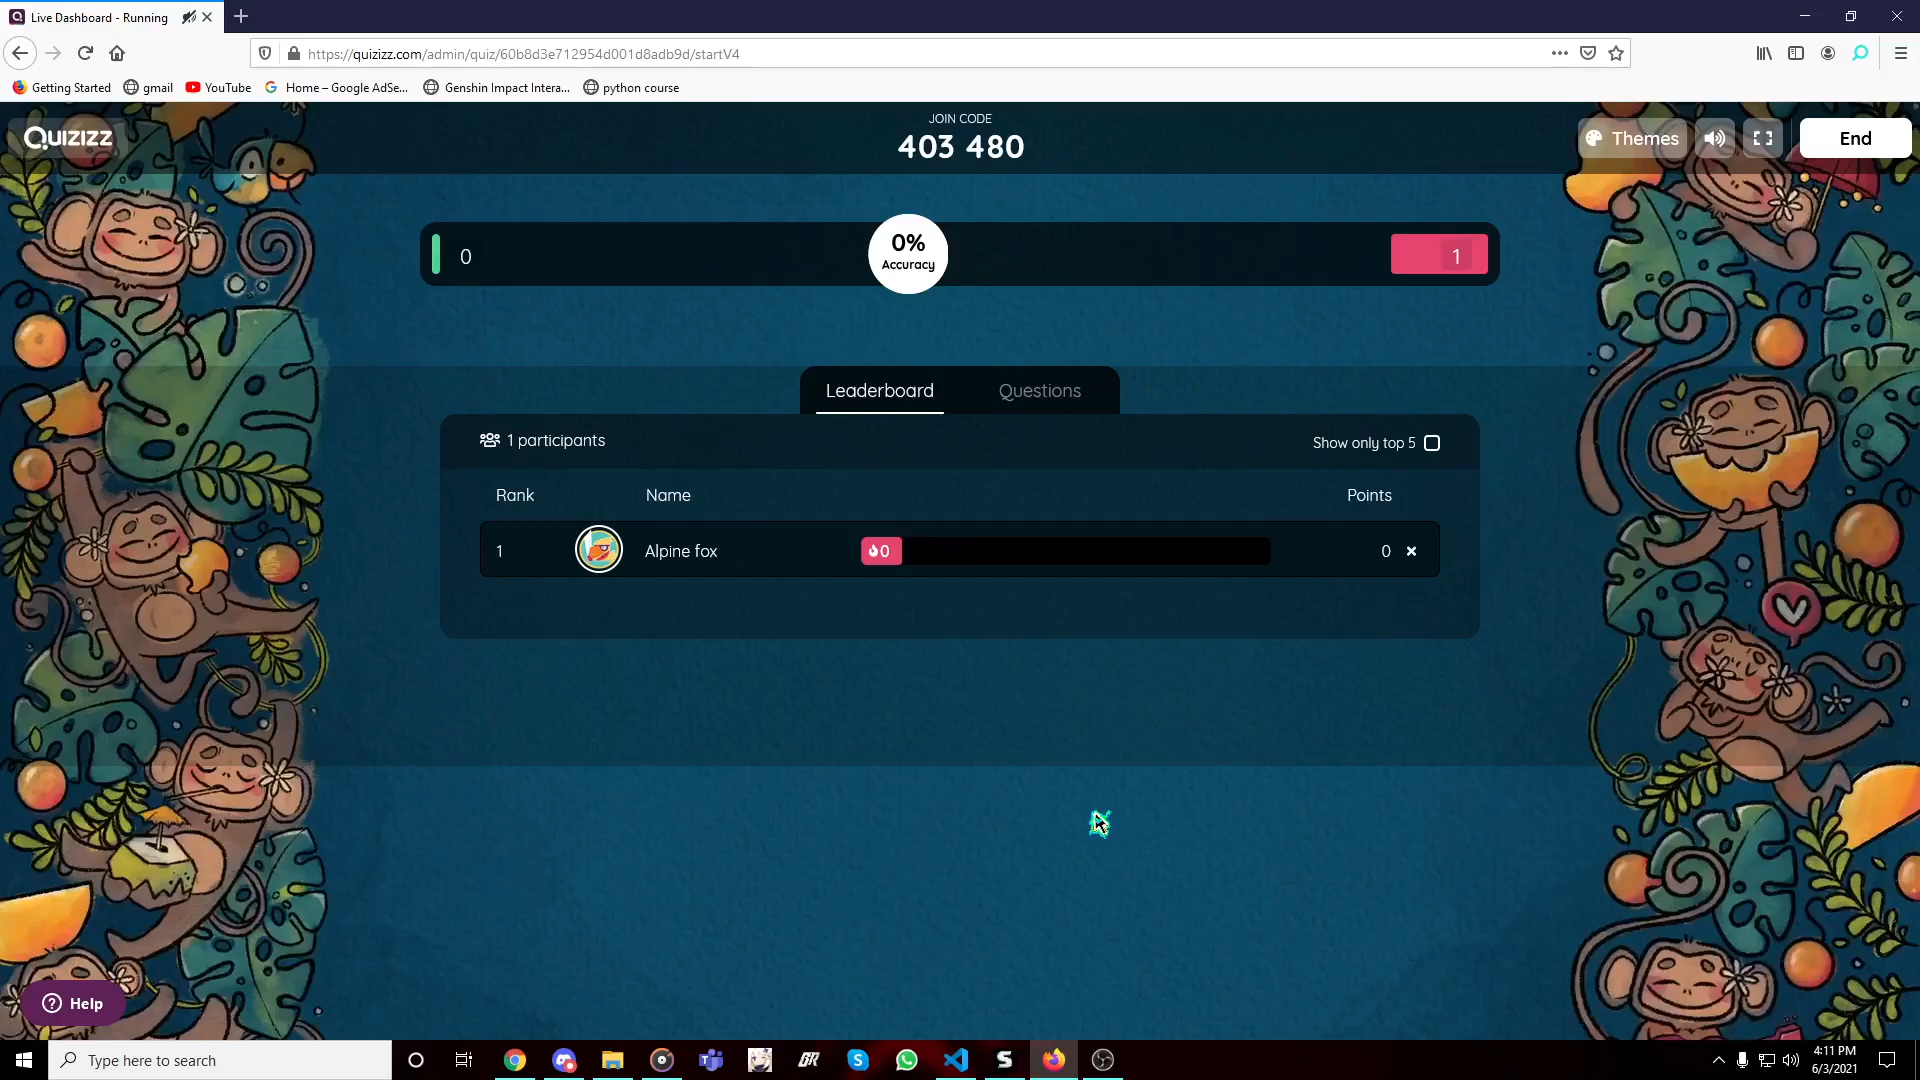 Live Dashboard - Running
https://quizizz.com/admin/quiz/60b8d3e712954d001d8adb9d/startV4
Getting Started
gmail
YouTube
Home – Google AdSe...
Genshin Impact Intera...
python course
Quizizz
JOIN CODE
403 480
Themes
End
0
0%
Accuracy
1
Leaderboard
Questions
1 participants
Show only top 5
Rank
Name
Points
1
Alpine fox
0
0
Help
Type here to search
4:11 PM
6/3/2021